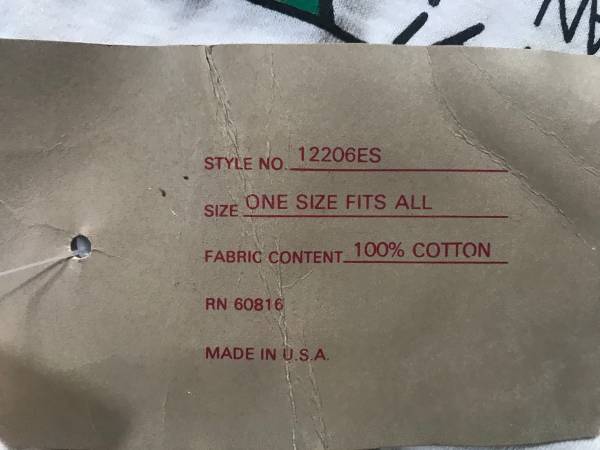 STYLE NO. 12206ES
SIZE ONE SIZE FITS ALL
FABRIC CONTENT 100% COTTON
RN 60816
MADE IN U.S.A.